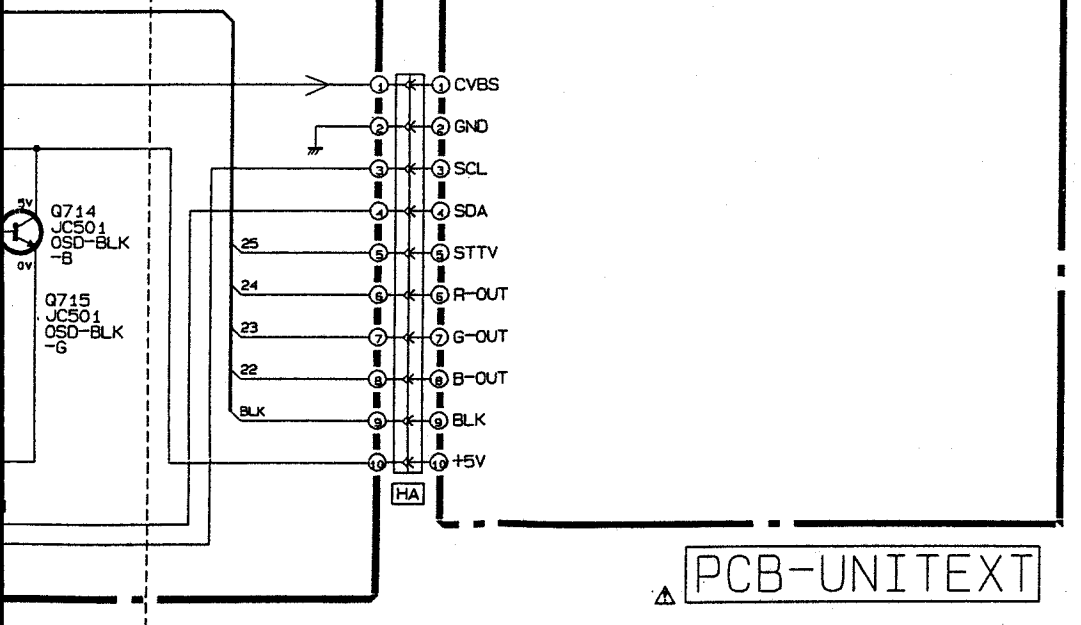 1 1 CVBS
2 2 GND
3 3 SCL
5V
Q714
JC501
OSD-BLK
-B
0V
4 4 SDA
25 5 5 STTV
24 6 6 R-OUT
Q715
JC501
OSD-BLK
-G
23 7 7 G-OUT
22 8 8 B-OUT
BLK 9 9 BLK
10 10 +5V
HA
PCB-UNITEXT